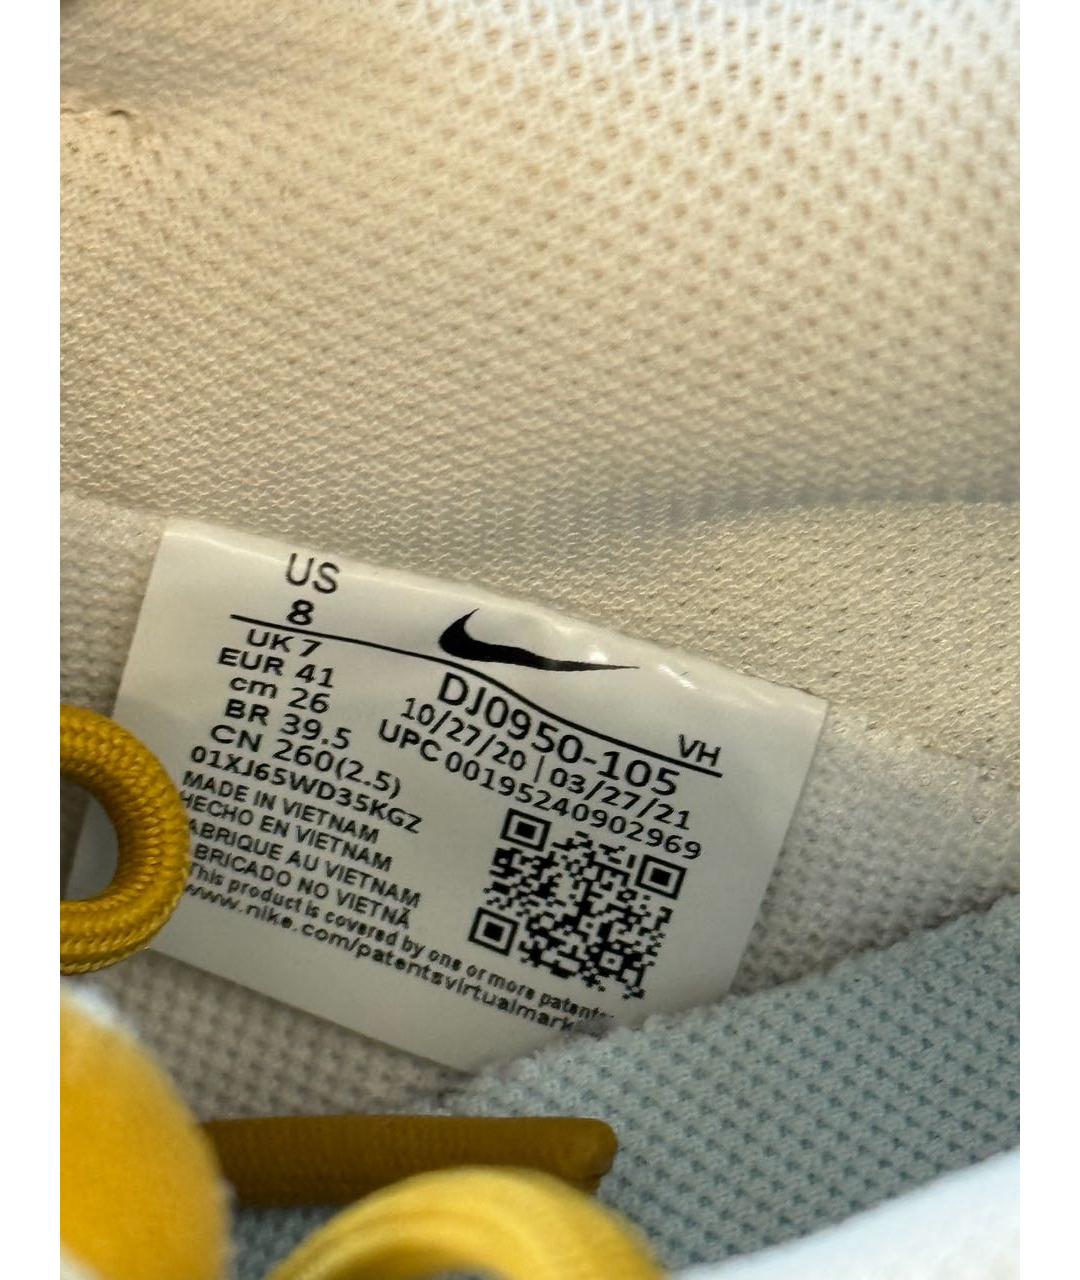 US
8
UK 7
EUR 41
cm 26
BR 39.5
CN 260(2.5)
01XJ65WD35KGZ
MADE IN VIETNAM
HECHO EN VIETNAM
ABRIQUE AU VIETNAM
BRICADO NO VIETNÃ
This product is covered by one or more patents
www.nike.com/patentsvirtualmark
VH
DJ0950-105
10/27/20 | 03/27/21
UPC 00195240902969